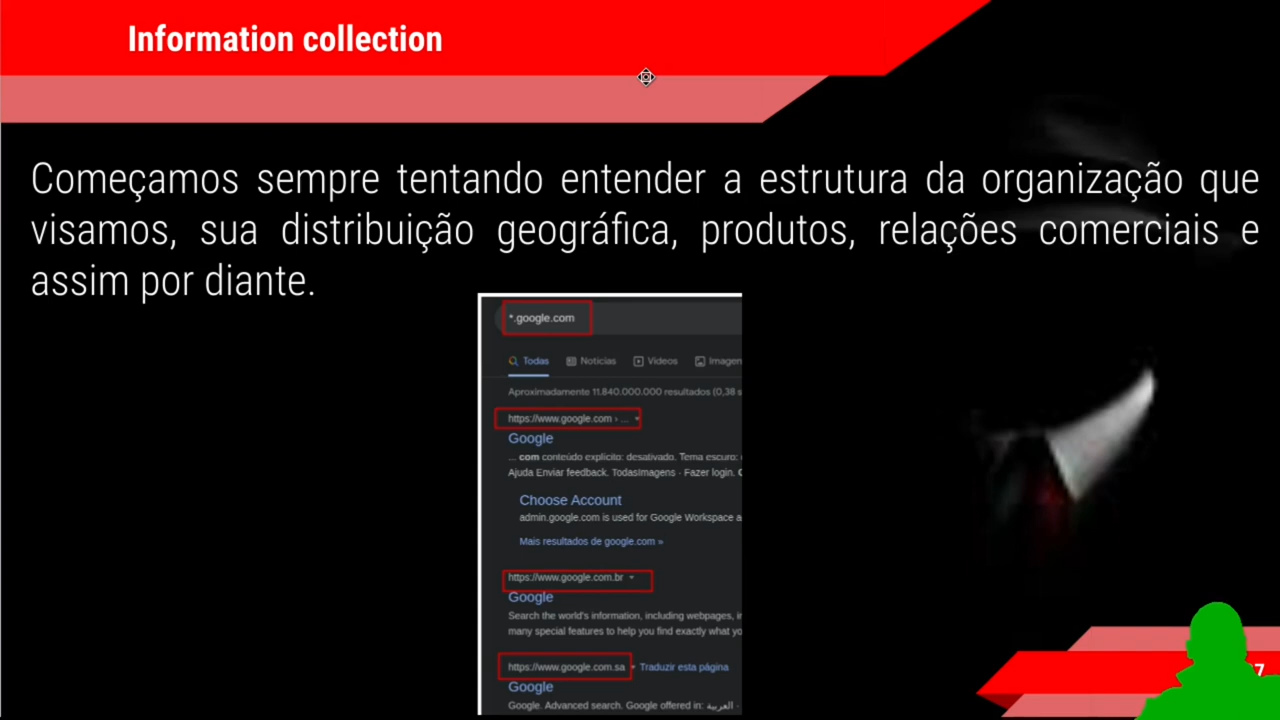 Information collection
Começamos sempre tentando entender a estrutura da organização que
visamos, sua distribuição geográfica, produtos, relações comerciais e
assim por diante.
*.google.com
Todas Notícias Vídeos Imagen
Aproximadamente 11.840.000.000 resultados (0,38 s
https://www.google.com › ...
Google
... com conteúdo explícito: desativado. Tema escuro:
Ajuda Enviar feedback. TodasImagens · Fazer login.
Choose Account
admin.google.com is used for Google Workspace a
Mais resultados de google.com »
https://www.google.com.br
Google
Search the world's information, including webpages,
many special features to help you find exactly what yo
https://www.google.com.sa Traduzir esta página
Google
Google. Advanced search. Google offered in: العربية ·
7